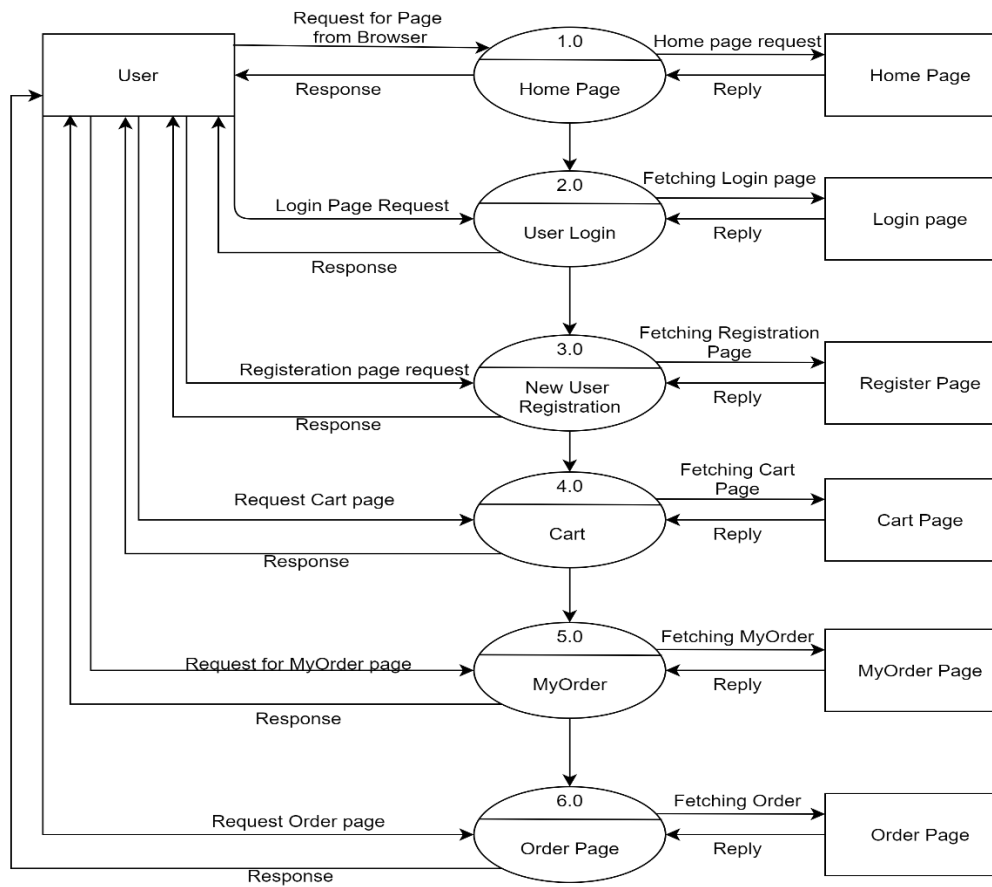 Request for Page
from Browser
1.0
Home page request
User
Home Page
Home Page
Response
Reply
2.0
Fetching Login page
Login Page Request
User Login
Login page
Reply
Response
3.0
Fetching Registration
Page
Registeration page request
New User
Registration
Register Page
Reply
Response
4.0
Fetching Cart
Page
Request Cart page
Cart
Cart Page
Reply
Response
5.0
Fetching MyOrder
Request for MyOrder page
MyOrder
MyOrder Page
Reply
Response
6.0
Fetching Order
Request Order page
Order Page
Order Page
Reply
Response